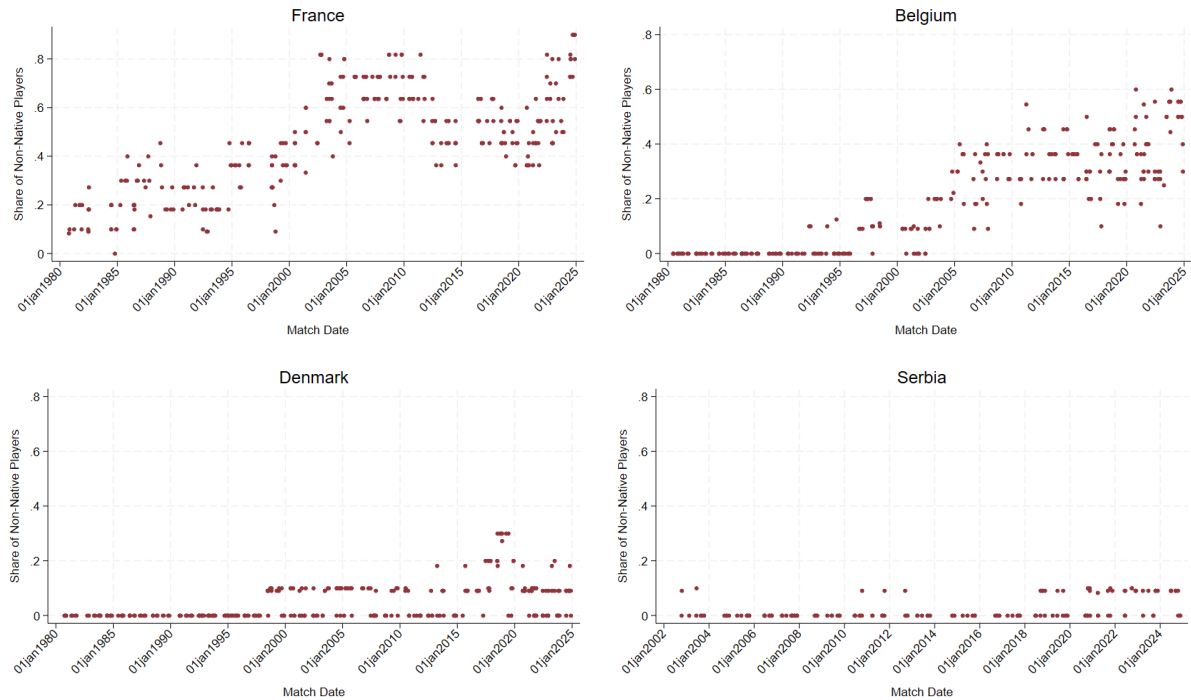 France
Share of Non-Native Players
.8
.6
.4
.2
0
01jan1980
01jan1985
01jan1990
01jan1995
01jan2000
01jan2005
01jan2010
01jan2015
01jan2020
01jan2025
Match Date
Belgium
Share of Non-Native Players
.8
.6
.4
.2
0
01jan1980
01jan1985
01jan1990
01jan1995
01jan2000
01jan2005
01jan2010
01jan2015
01jan2020
01jan2025
Match Date
Denmark
Share of Non-Native Players
.8
.6
.4
.2
0
01jan1980
01jan1985
01jan1990
01jan1995
01jan2000
01jan2005
01jan2010
01jan2015
01jan2020
01jan2025
Match Date
Serbia
Share of Non-Native Players
.8
.6
.4
.2
0
01jan2002
01jan2004
01jan2006
01jan2008
01jan2010
01jan2012
01jan2014
01jan2016
01jan2018
01jan2020
01jan2022
01jan2024
Match Date